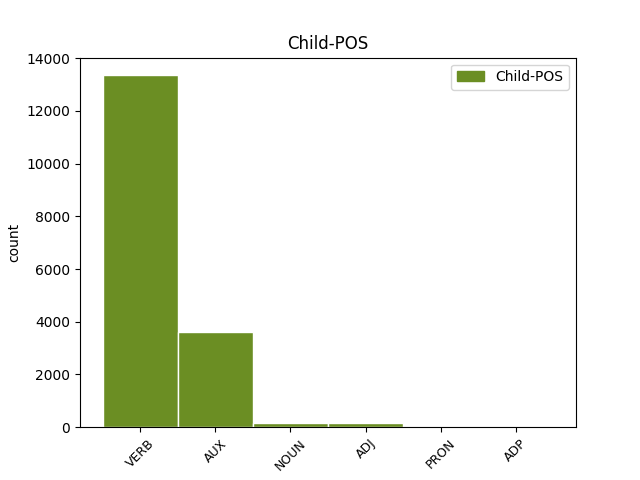 Child-POS
Child-POS
count
14000
12000
10000
8000
6000
4000
2000
0
VERB
AUX
NOUN
ADJ
PRON
ADP